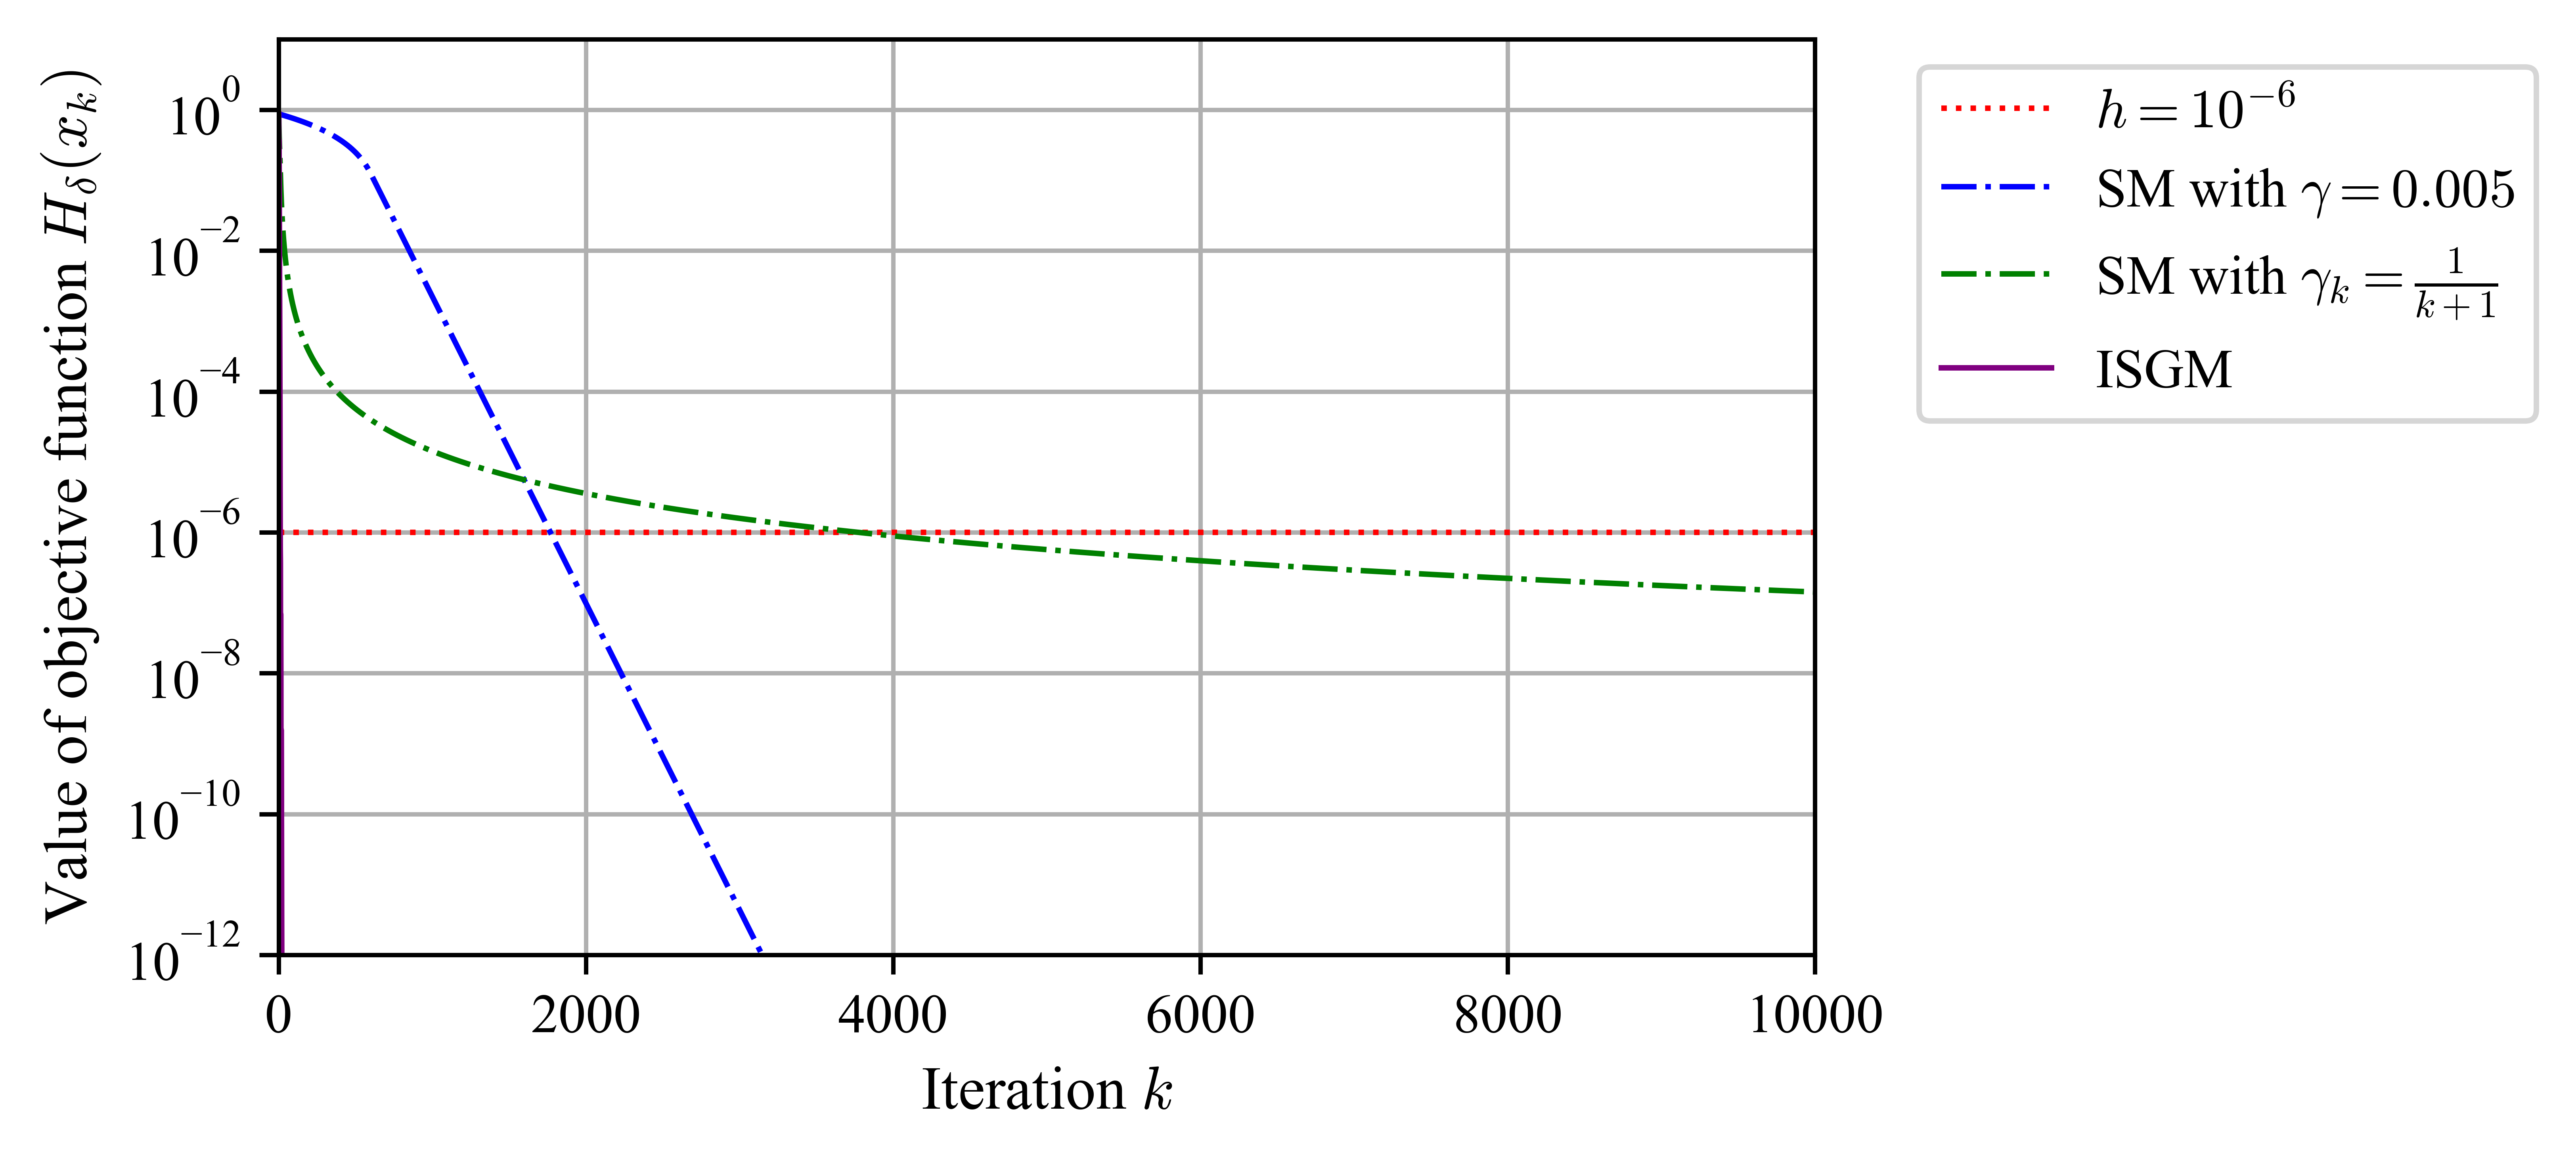 Value of objective function H_δ(x_k)
10^0
10^−2
10^−4
10^−6
10^−8
10^−10
10^−12
0 2000 4000 6000 8000 10000
Iteration k
h = 10^−6
SM with γ = 0.005
SM with γ_k = 1/(k + 1)
ISGM